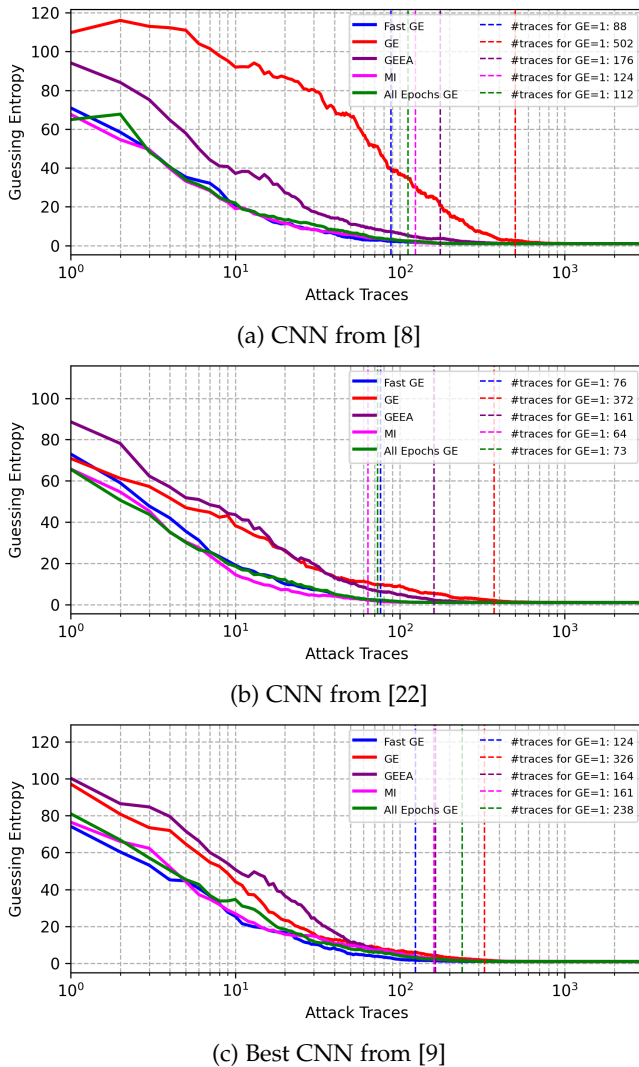 120
100
80
60
40
20
0
Guessing Entropy
Fast GE
GE
GEEA
MI
All Epochs GE
#traces for GE=1: 88
#traces for GE=1: 502
#traces for GE=1: 176
#traces for GE=1: 124
#traces for GE=1: 112
10^0 10^1 10^2 10^3
Attack Traces
(a) CNN from [8]
100
80
60
40
20
0
Guessing Entropy
Fast GE
GE
GEEA
MI
All Epochs GE
#traces for GE=1: 76
#traces for GE=1: 372
#traces for GE=1: 161
#traces for GE=1: 64
#traces for GE=1: 73
10^0 10^1 10^2 10^3
Attack Traces
(b) CNN from [22]
120
100
80
60
40
20
0
Guessing Entropy
Fast GE
GE
GEEA
MI
All Epochs GE
#traces for GE=1: 124
#traces for GE=1: 326
#traces for GE=1: 164
#traces for GE=1: 161
#traces for GE=1: 238
10^0 10^1 10^2 10^3
Attack Traces
(c) Best CNN from [9]